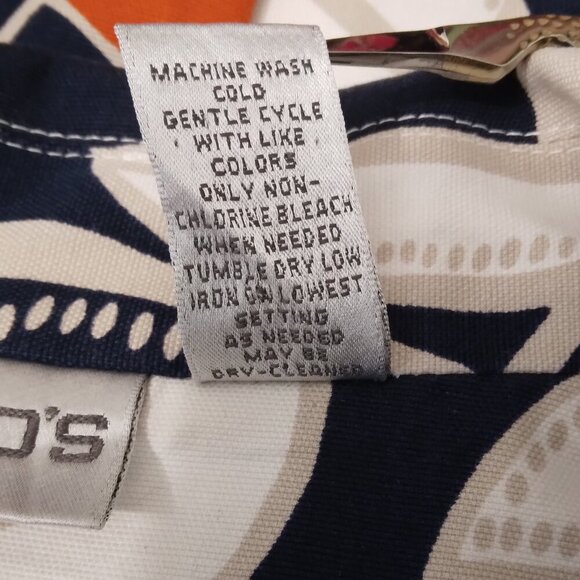 MACHINE WASH
COLD
GENTLE CYCLE
WITH LIKE
COLORS
ONLY NON-
CHLORINE BLEACH
WHEN NEEDED
TUMBLE DRY LOW
IRON ON LOWEST
SETTING
AS NEEDED
MAY BE
DRY-CLEANED
O'S